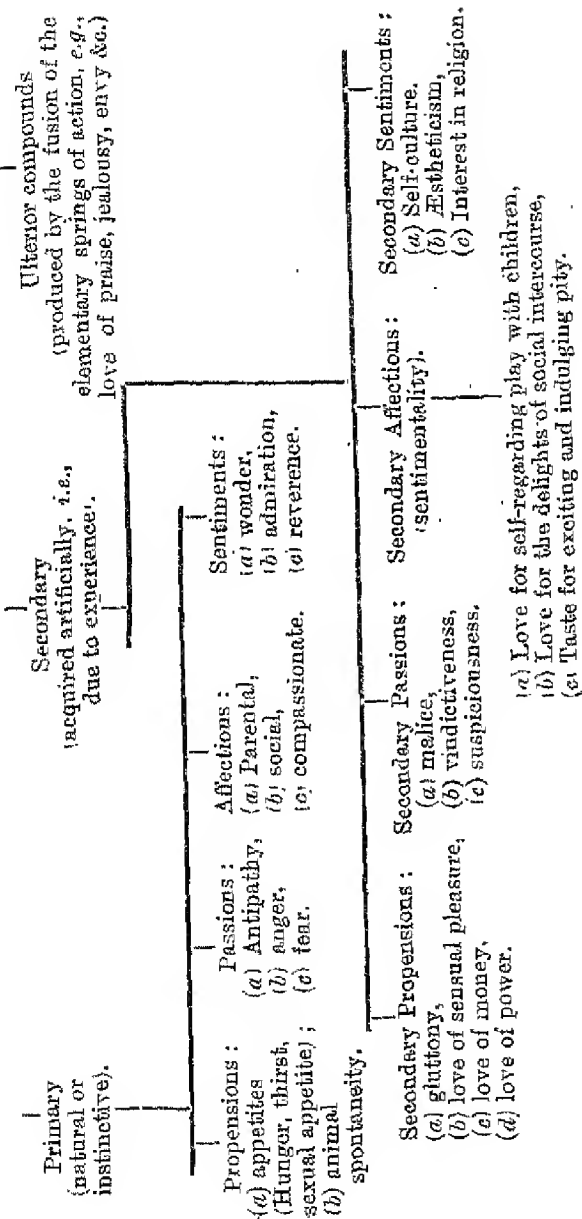 Primary
(natural or
instinctive).
Secondary
(acquired artificially, i.e.,
due to experience).
Ulterior compounds
(produced by the fusion of the
elementary springs of action, e.g.,
love of praise, jealousy, envy &c.)
Propensions :
(a) appetites
(Hunger, thirst,
sexual appetite) ;
(b) animal
spontaneity.
Passions :
(a) Antipathy,
(b) anger,
(c) fear.
Affections :
(a) Parental,
(b) social,
(c) compassionate.
Sentiments :
(a) wonder,
(b) admiration,
(c) reverence.
Secondary Propensions :
(a) gluttony,
(b) love of sensual pleasure,
(c) love of money,
(d) love of power.
Secondary Passions :
(a) malice,
(b) vindictiveness,
(c) suspiciousness.
Secondary Affections :
(sentimentality).
(a) Love for self-regarding play with children,
(b) Love for the delights of social intercourse,
(c) Taste for exciting and indulging pity.
Secondary Sentiments :
(a) Self-culture.
(b) Æstheticism,
(c) Interest in religion.